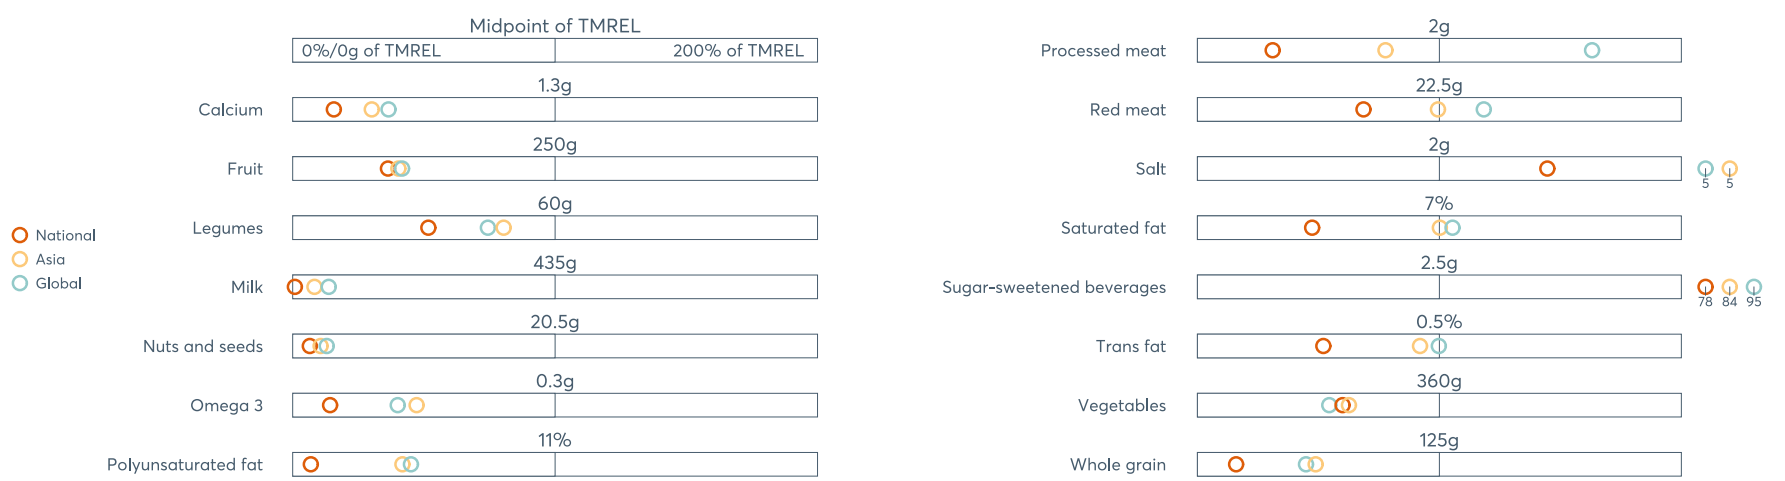 Midpoint of TMREL
0%/0g of TMREL 200% of TMREL
Calcium 1.3g
Fruit 250g
Legumes 60g
Milk 435g
Nuts and seeds 20.5g
Omega 3 0.3g
Polyunsaturated fat 11%
National
Asia
Global
Processed meat 2g
Red meat 22.5g
Salt 2g
5 5
Saturated fat 7%
Sugar-sweetened beverages 2.5g
78 84 95
Trans fat 0.5%
Vegetables 360g
Whole grain 125g